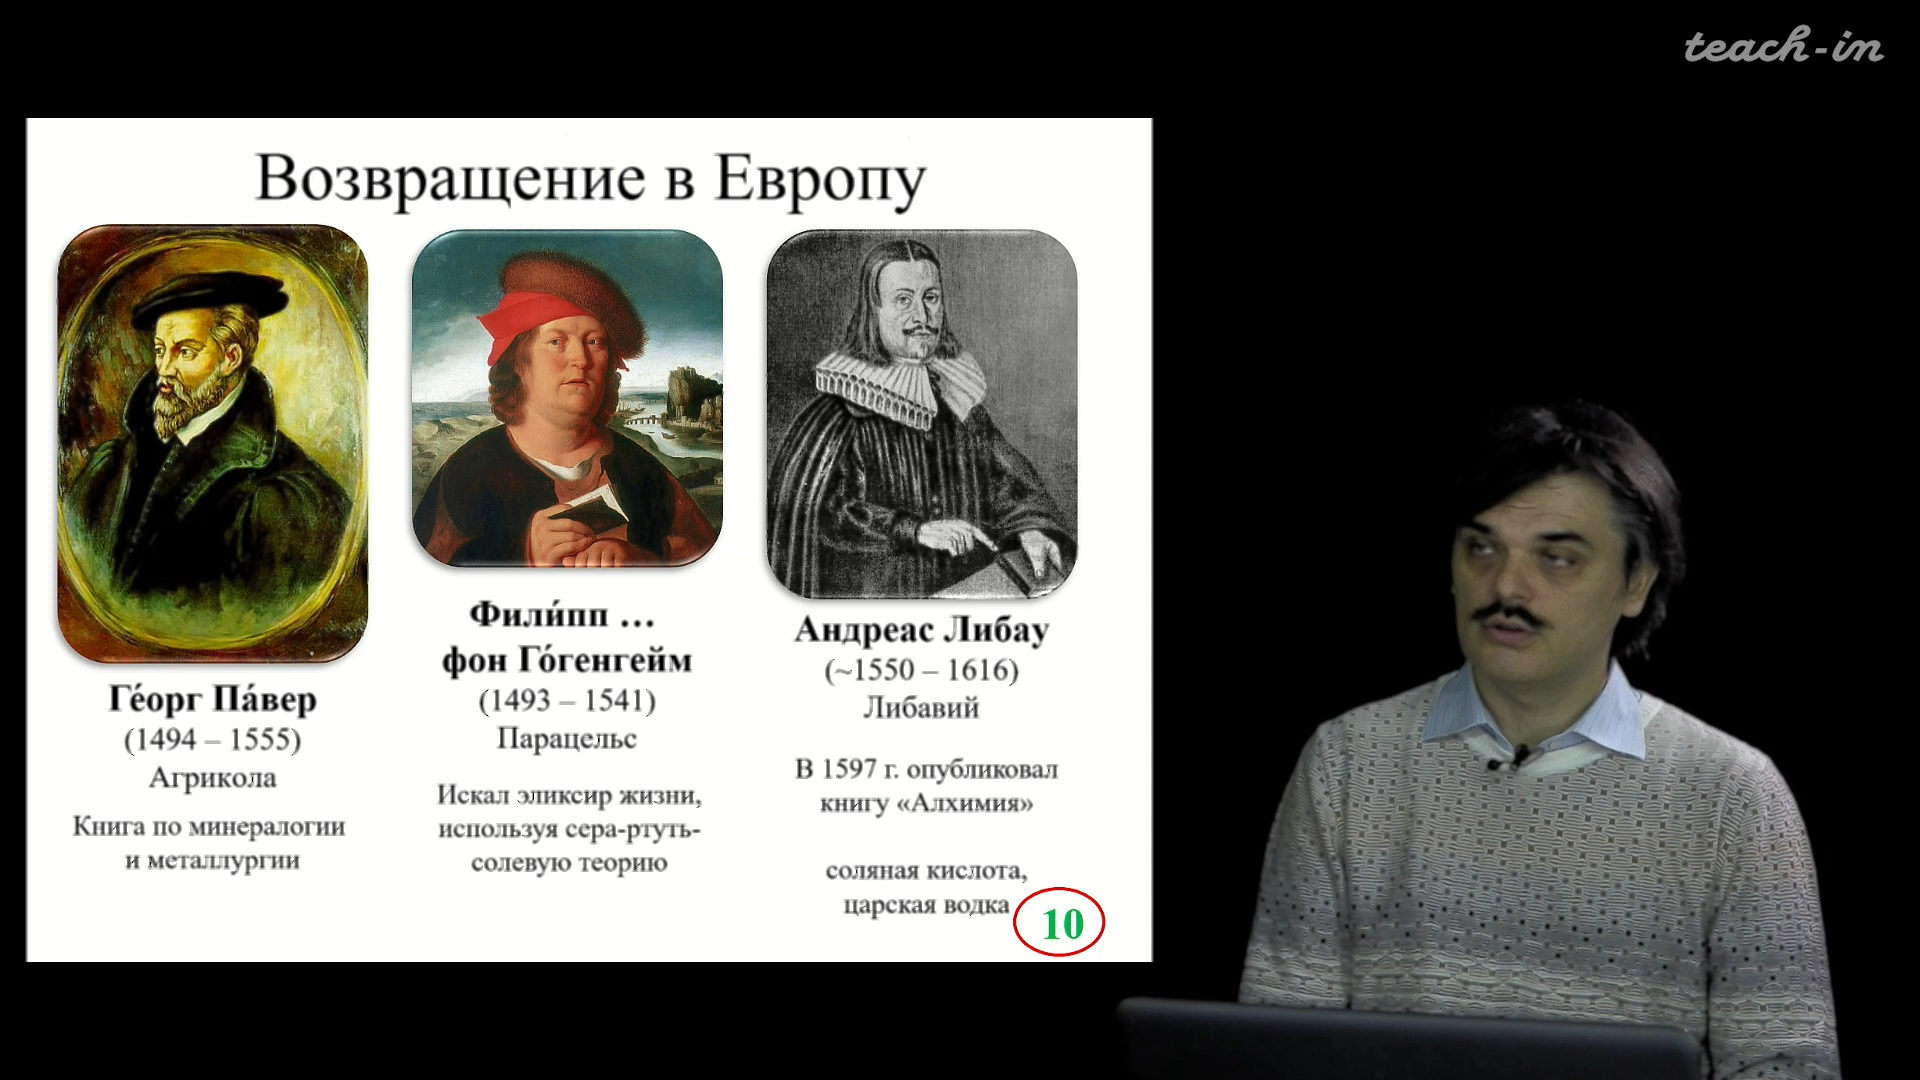 teach-in
Возвращение в Европу
Ге́орг Па́вер
(1494 – 1555)
Агрикола
Книга по минералогии
и металлургии
Фили́пп …
фон Го́генгейм
(1493 – 1541)
Парацельс
Искал эликсир жизни,
используя сера-ртуть-
солевую теорию
Андреас Либау
(~1550 – 1616)
Либавий
В 1597 г. опубликовал
книгу «Алхимия»
соляная кислота,
царская водка
10